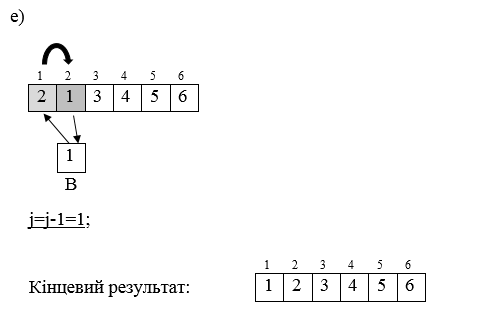 е)
1 2 3 4 5 6
2 1 3 4 5 6
1
В
j=j-1=1;
1 2 3 4 5 6
Кінцевий результат: 1 2 3 4 5 6